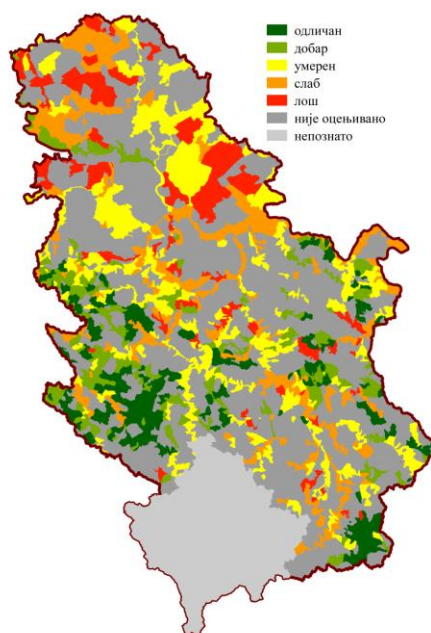 одличан
добар
умерен
слаб
лош
није оцењивано
непознато